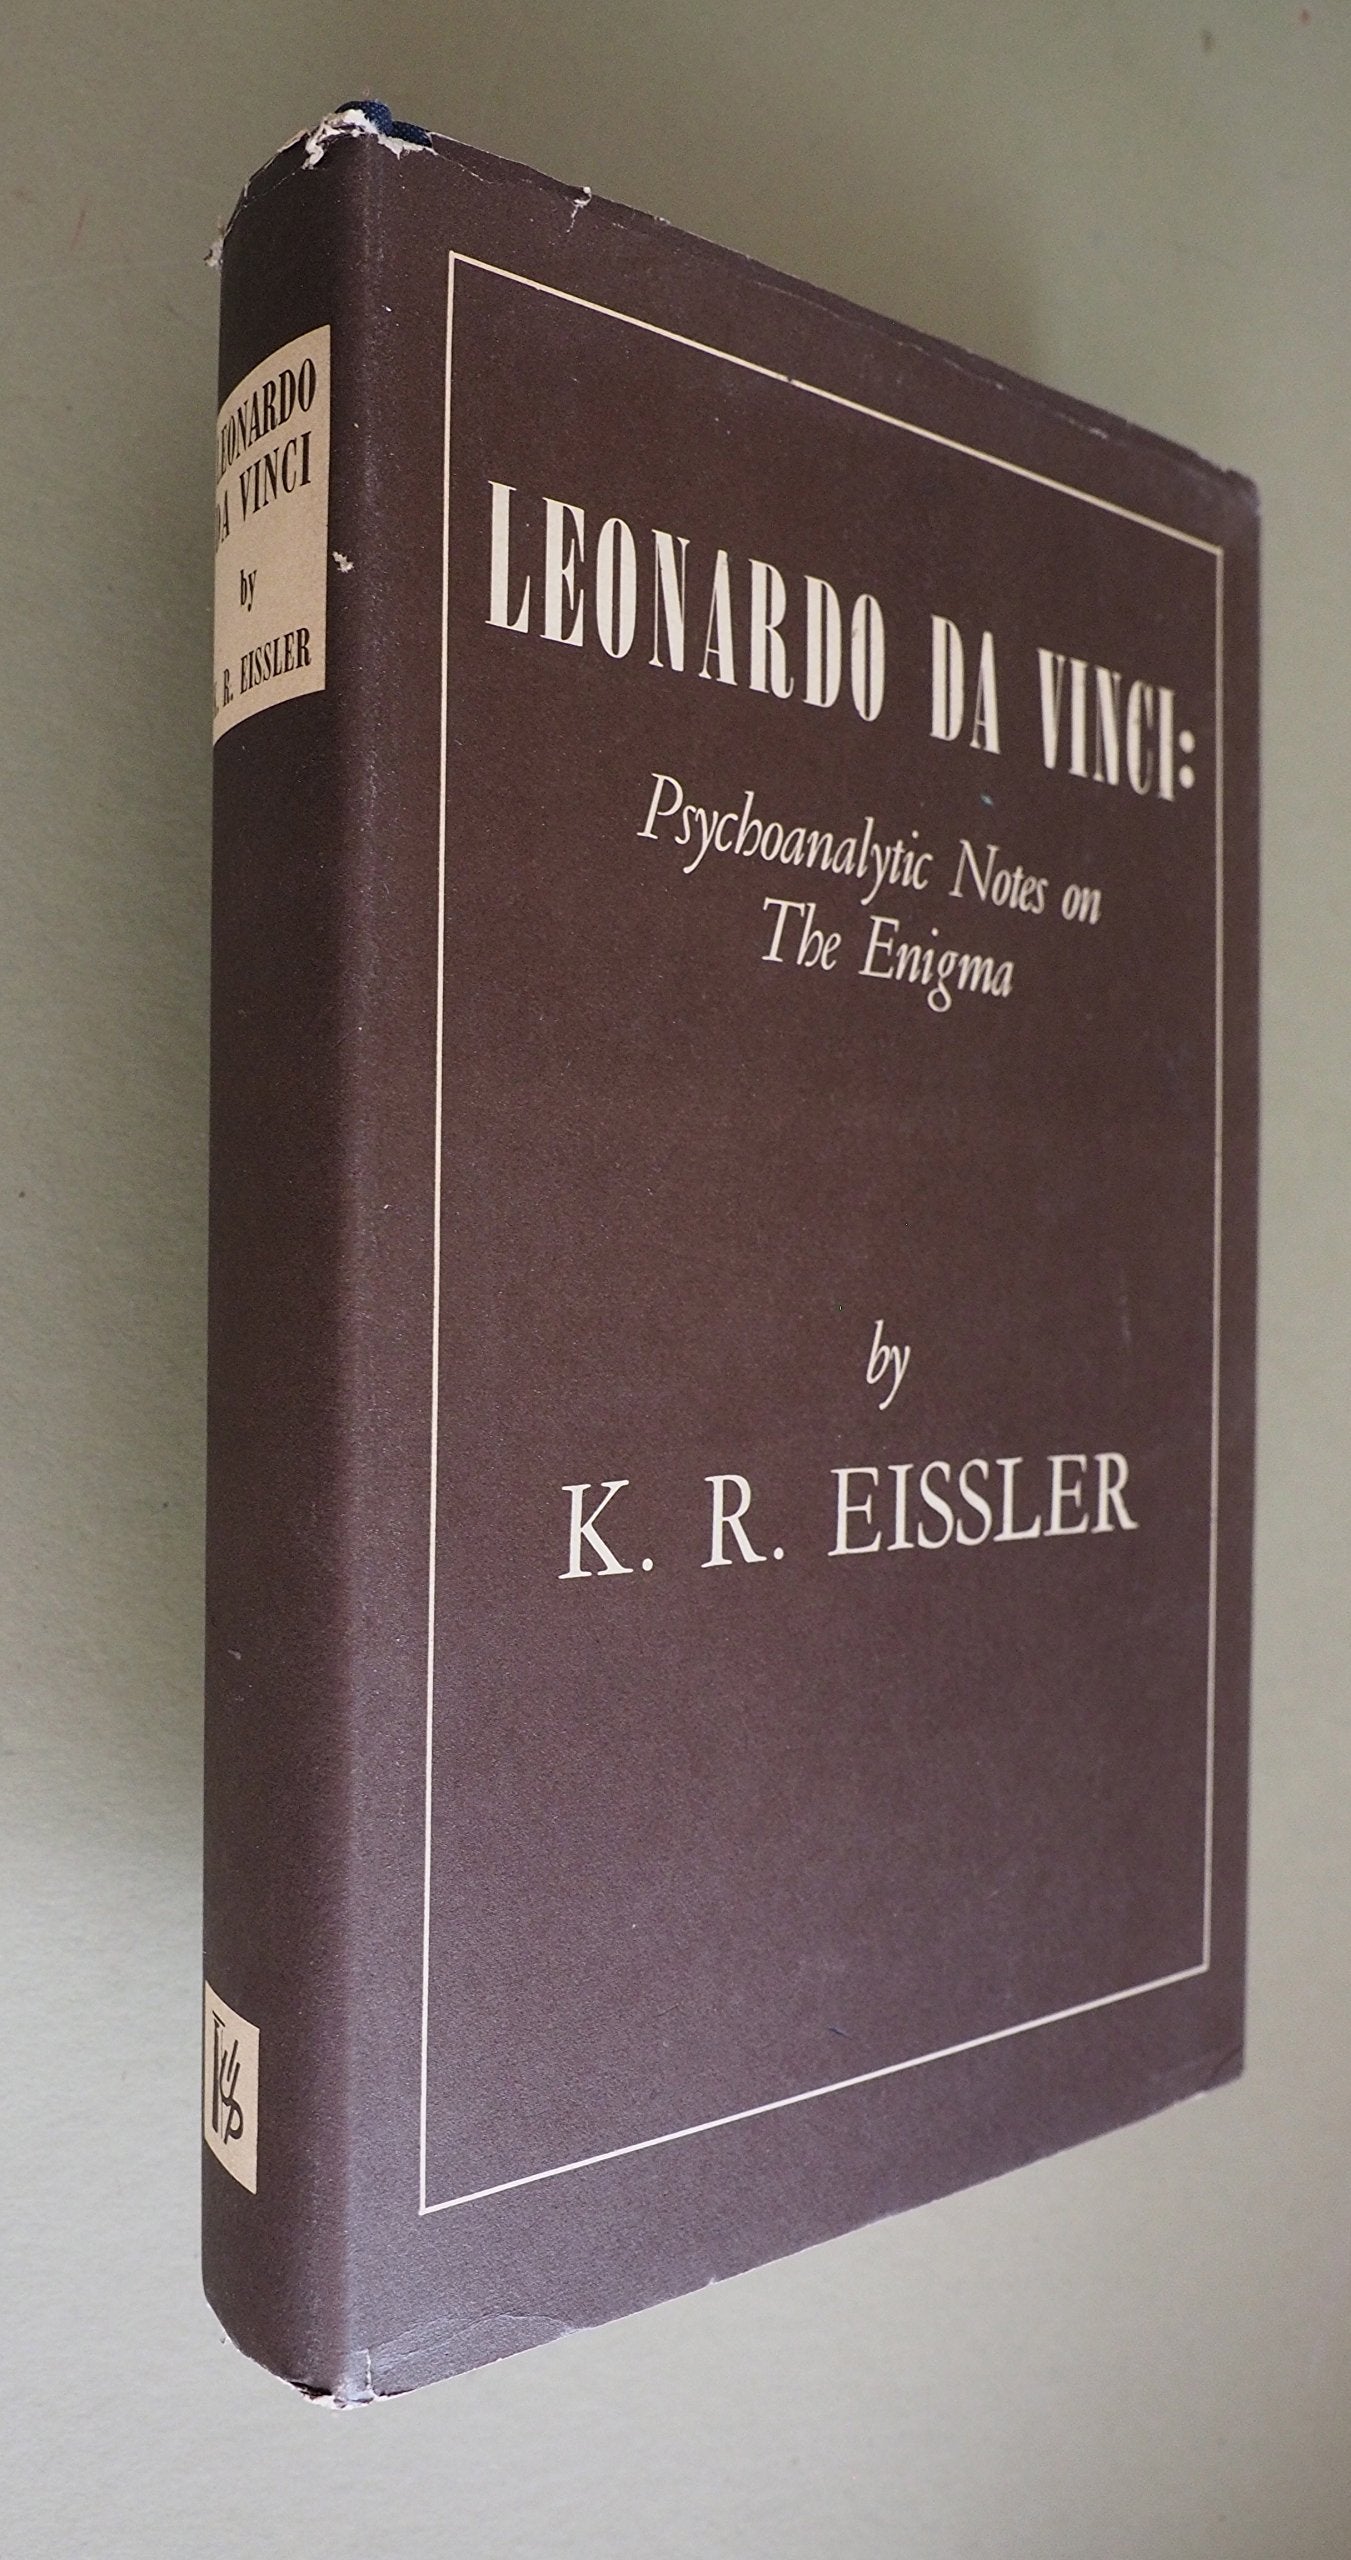 LEONARDO
DA VINCI
by
K. R. EISSLER
LEONARDO DA VINCI:
Psychoanalytic Notes on
The Enigma
by
K. R. EISSLER